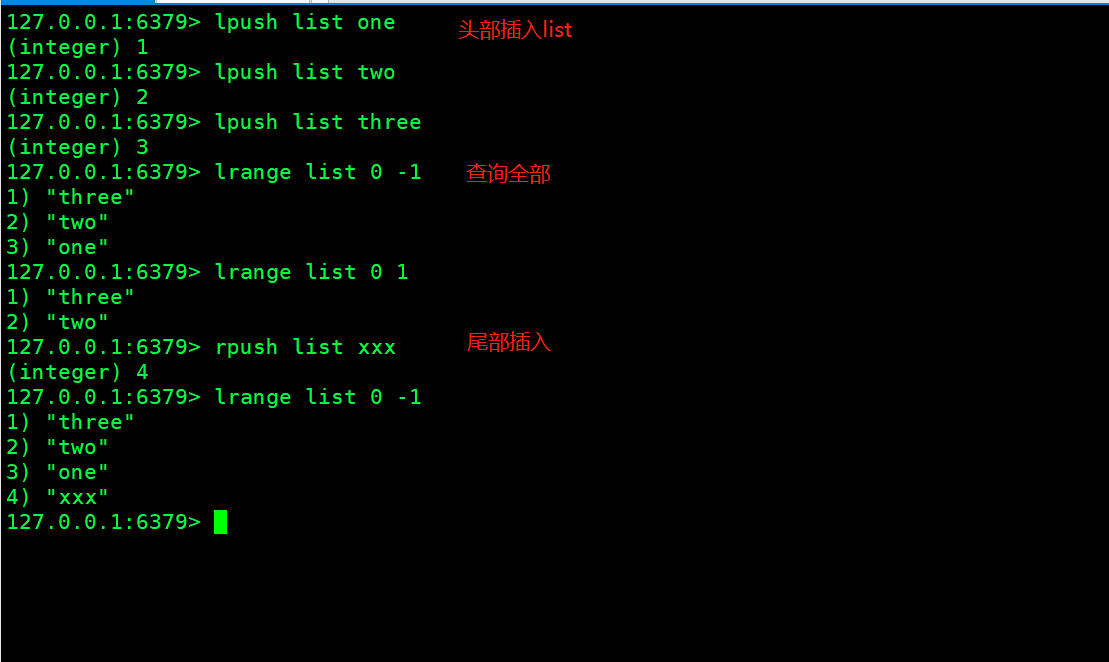 127.0.0.1:6379> lpush list one 头部插入list
(integer) 1
127.0.0.1:6379> lpush list two
(integer) 2
127.0.0.1:6379> lpush list three
(integer) 3
127.0.0.1:6379> lrange list 0 -1 查询全部
1) "three"
2) "two"
3) "one"
127.0.0.1:6379> lrange list 0 1
1) "three"
2) "two"
127.0.0.1:6379> rpush list xxx 尾部插入
(integer) 4
127.0.0.1:6379> lrange list 0 -1
1) "three"
2) "two"
3) "one"
4) "xxx"
127.0.0.1:6379>